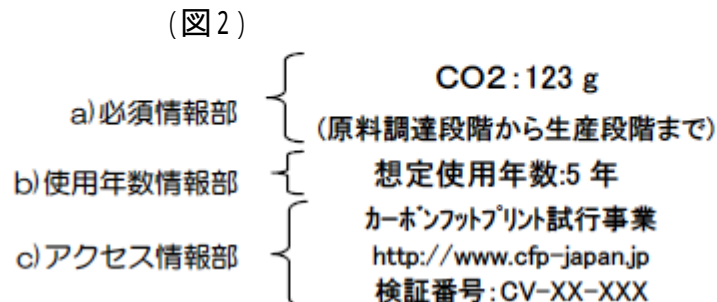 (図2)
CO2:123 g
a)必須情報部
(原料調達段階から生産段階まで)
b)使用年数情報部
想定使用年数:5 年
カーボンフットプリント試行事業
c)アクセス情報部
http://www.cfp-japan.jp
検証番号:CV-XX-XXX